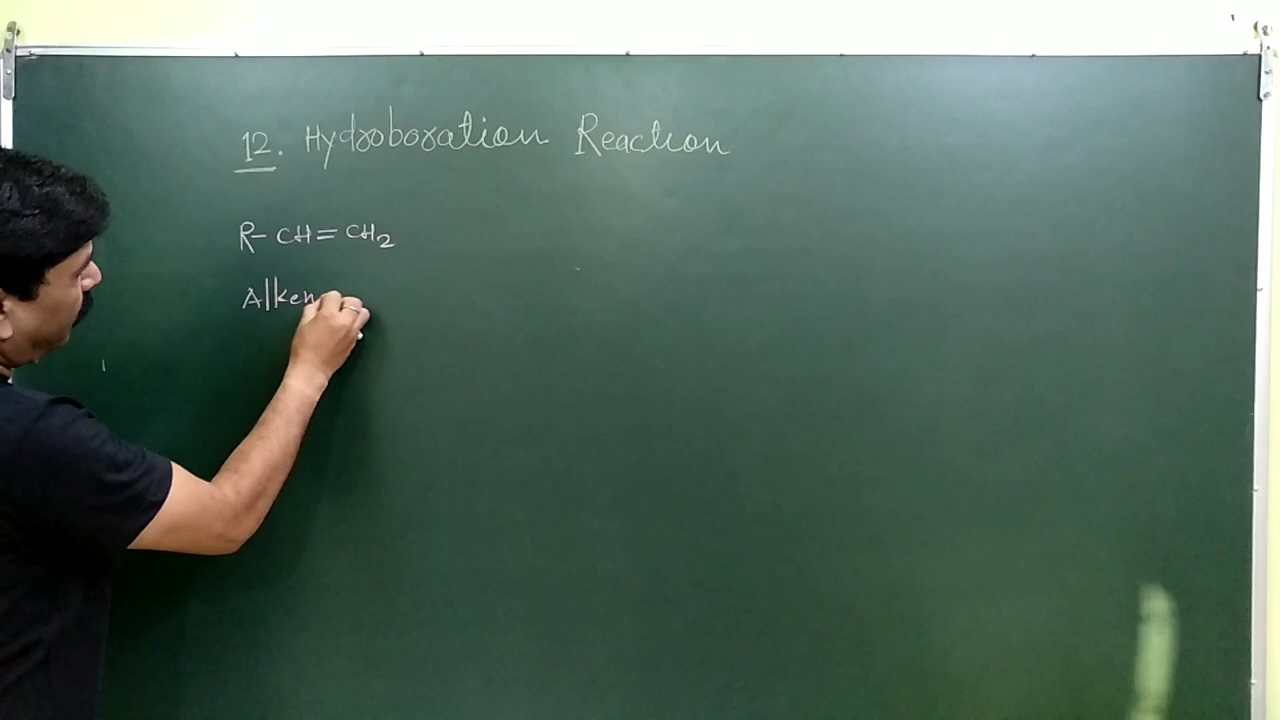 12. Hydroboration Reaction
R- CH = CH2
Alken